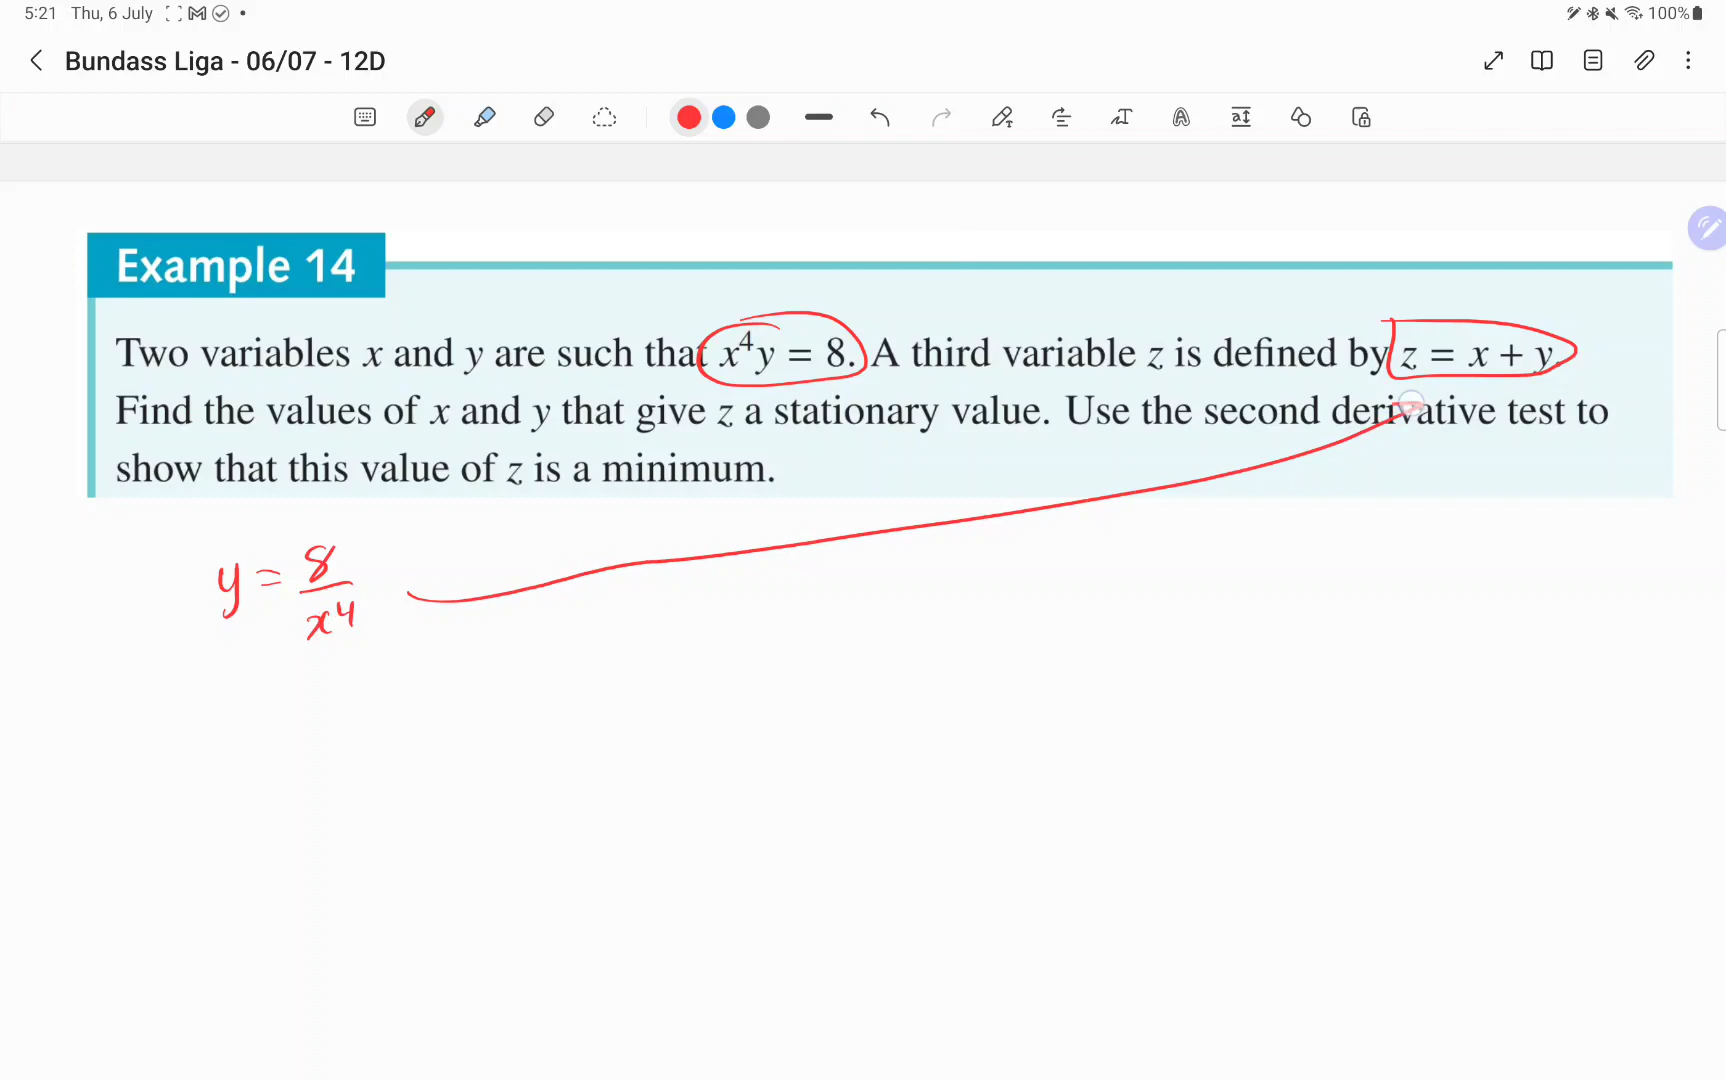 5:21 Thu, 6 July
100%
Bundass Liga - 06/07 - 12D
Example 14
Two variables x and y are such that x⁴y = 8. A third variable z is defined by z = x + y.
Find the values of x and y that give z a stationary value. Use the second derivative test to
show that this value of z is a minimum.
y = 8/x⁴